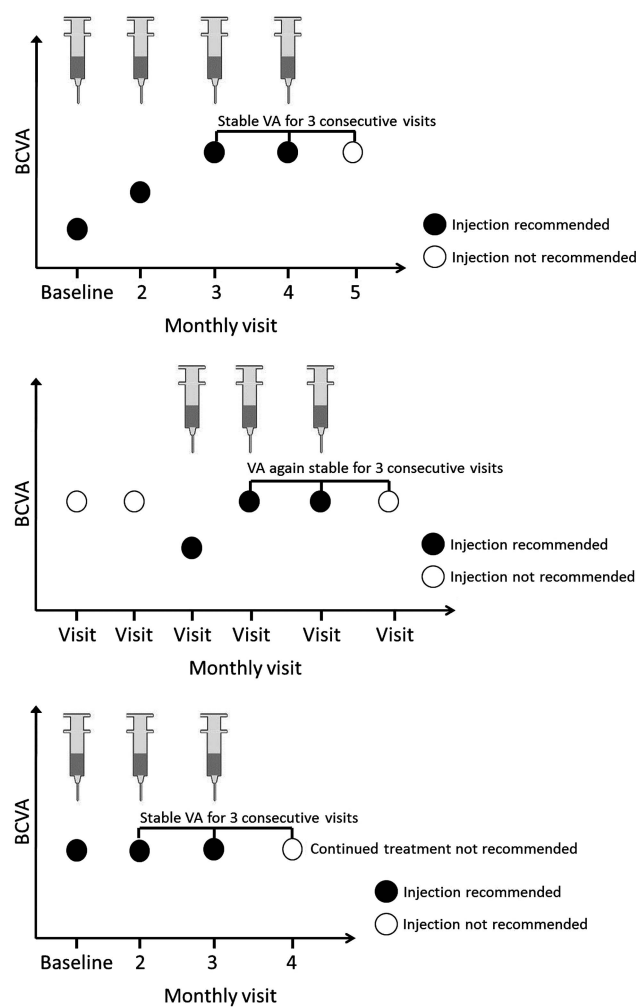 Stable VA for 3 consecutive visits
BCVA
Injection recommended
Injection not recommended
Baseline 2 3 4 5
Monthly visit
VA again stable for 3 consecutive visits
BCVA
Injection recommended
Injection not recommended
Visit Visit Visit Visit Visit Visit
Monthly visit
Stable VA for 3 consecutive visits
BCVA
Continued treatment not recommended
Injection recommended
Injection not recommended
Baseline 2 3 4
Monthly visit